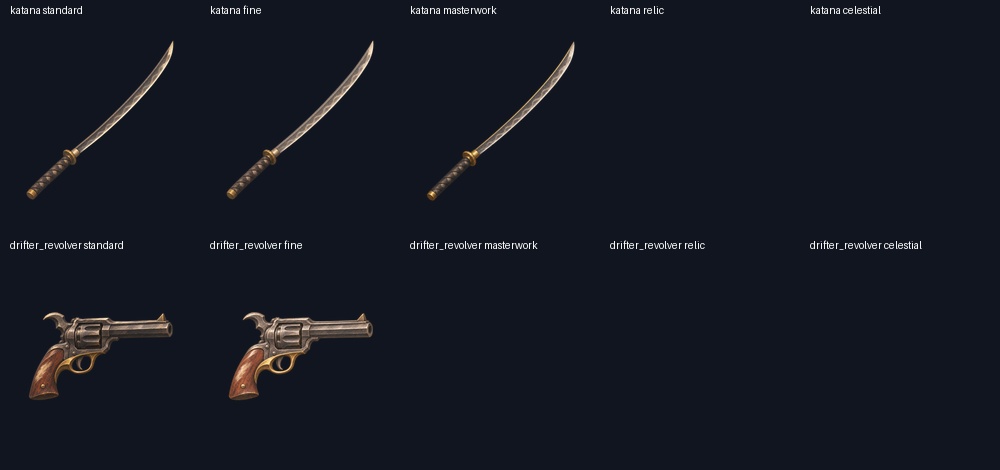 katana standard
katana fine
katana masterwork
katana relic
katana celestial
drifter_revolver standard
drifter_revolver fine
drifter_revolver masterwork
drifter_revolver relic
drifter_revolver celestial